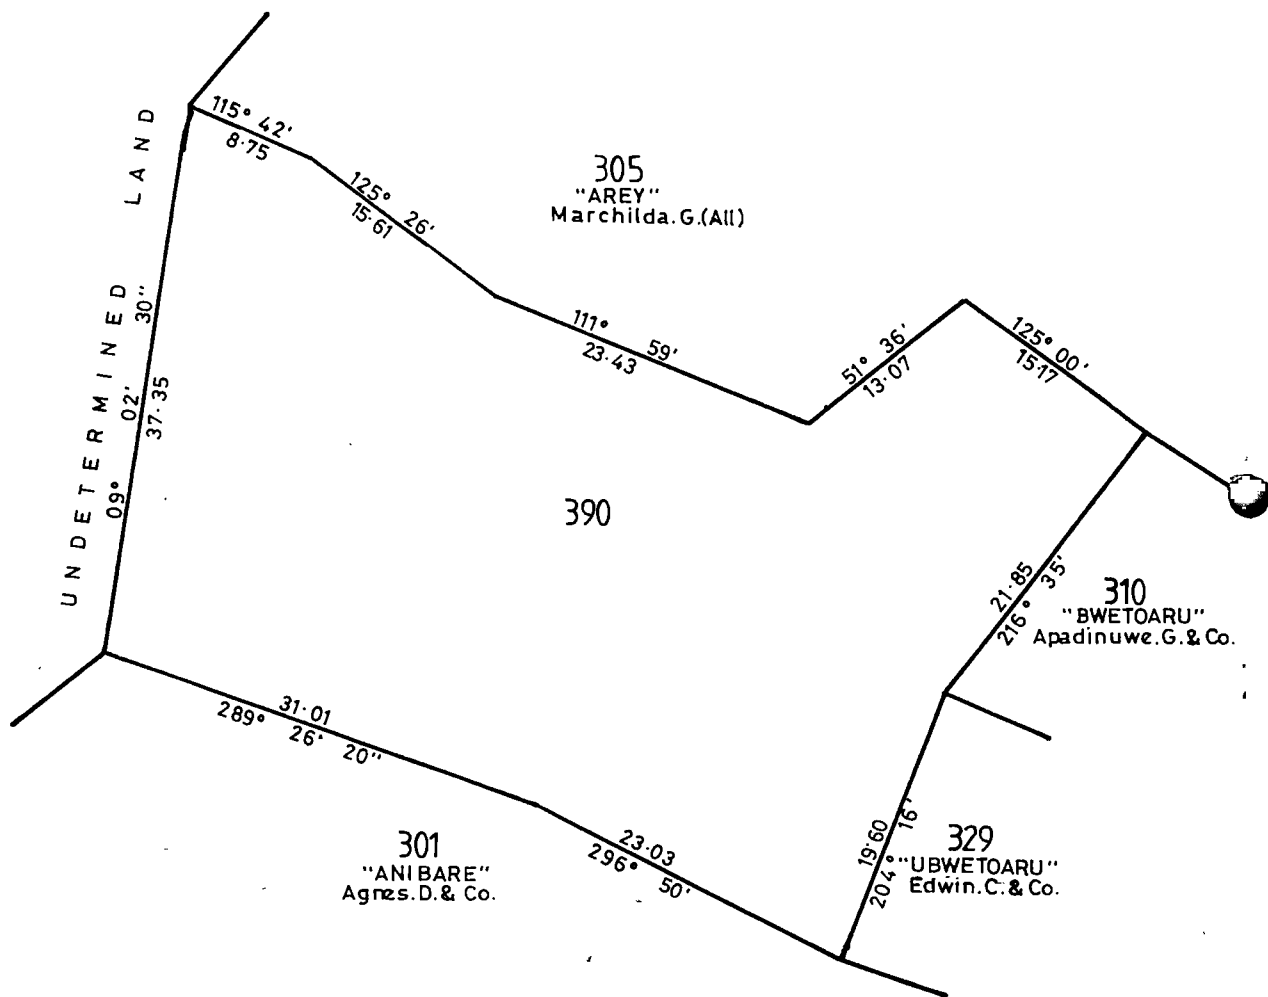 115° 42'
8·75
125° 26'
15·61
305
"AREY"
Marchilda.G.(All)
111° 59'
23·43
51° 36'
13·07
125° 00'
15·17
UNDETERMINED LAND
09° 02' 30"
37·35
390
21·85
216° 35'
310
"BWETOARU"
Apadinuwe.G.& Co.
31·01
289° 26' 20"
301
"ANIBARE"
Agnes.D.& Co.
23·03
296° 50'
19·60
204° 16'
329
"UBWETOARU"
Edwin.C.& Co.